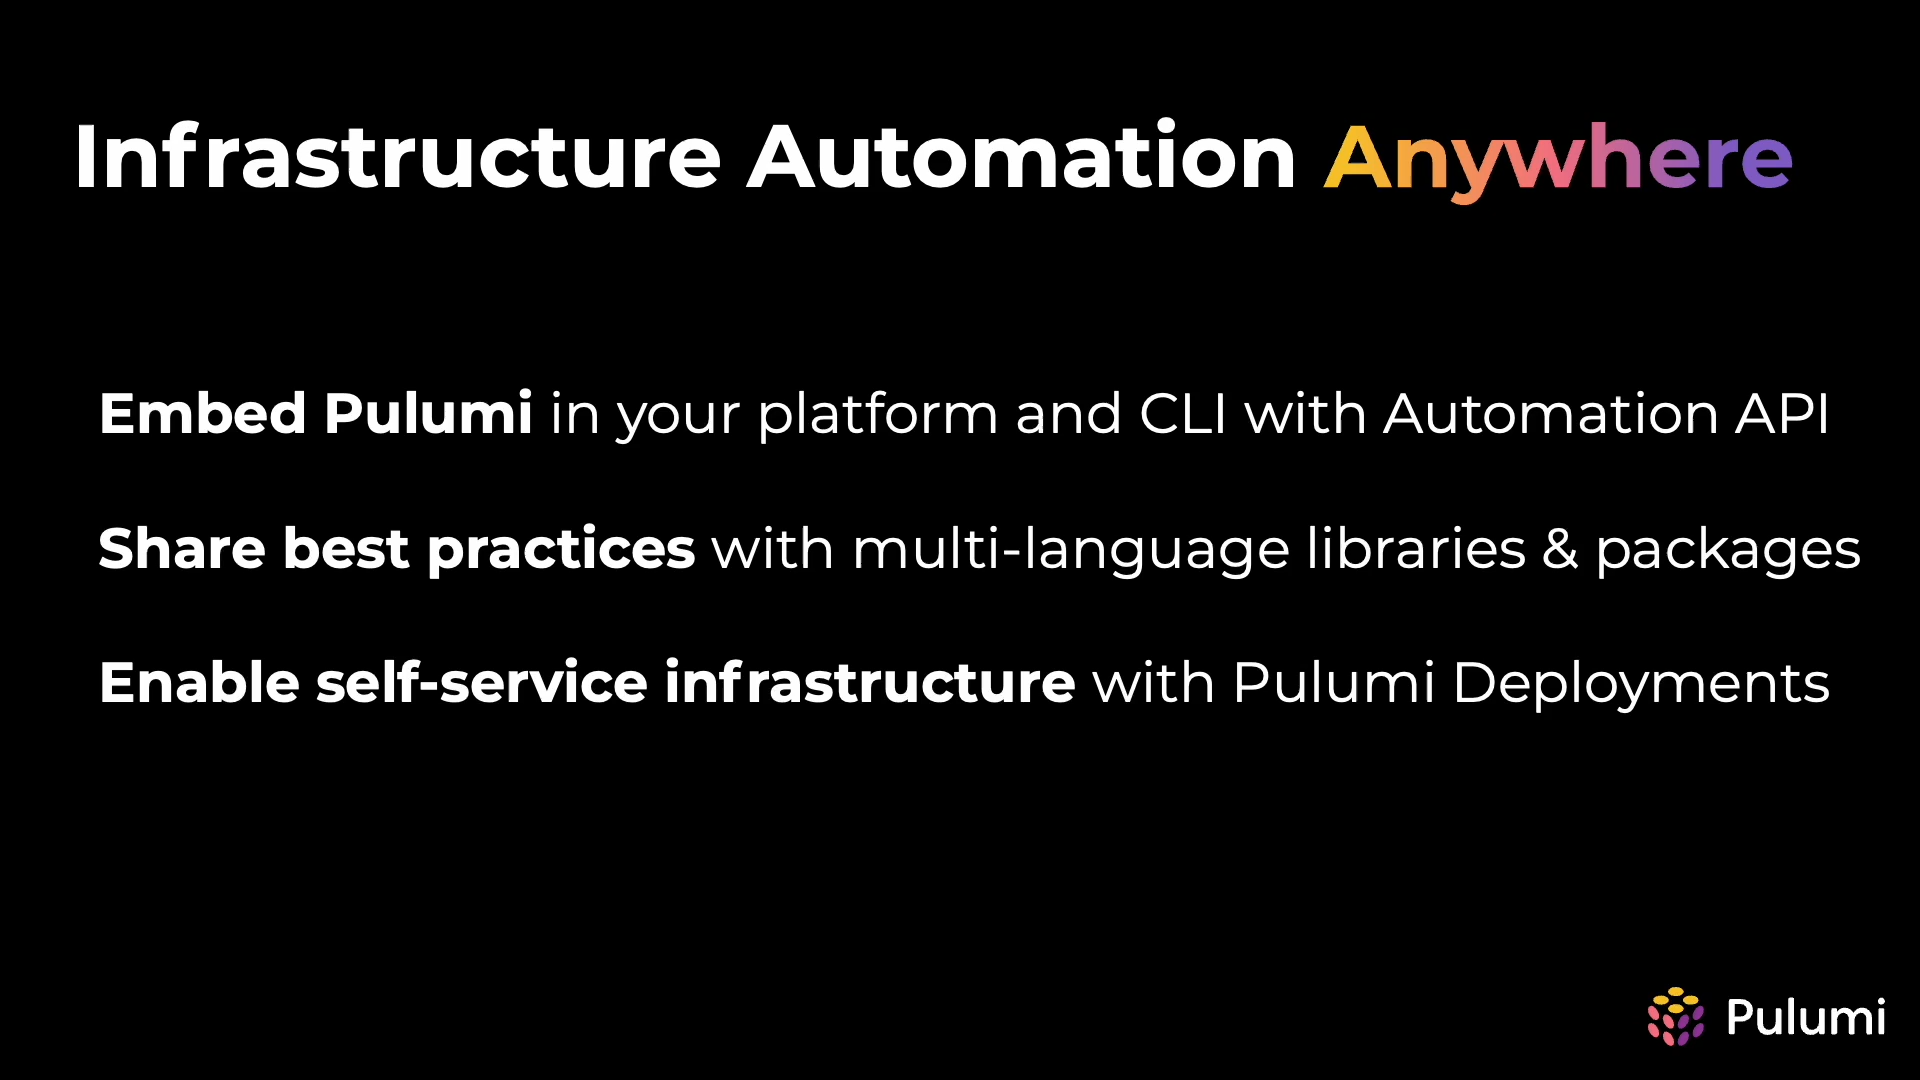 Infrastructure Automation Anywhere
Embed Pulumi in your platform and CLI with Automation API
Share best practices with multi-language libraries & packages
Enable self-service infrastructure with Pulumi Deployments
Pulumi